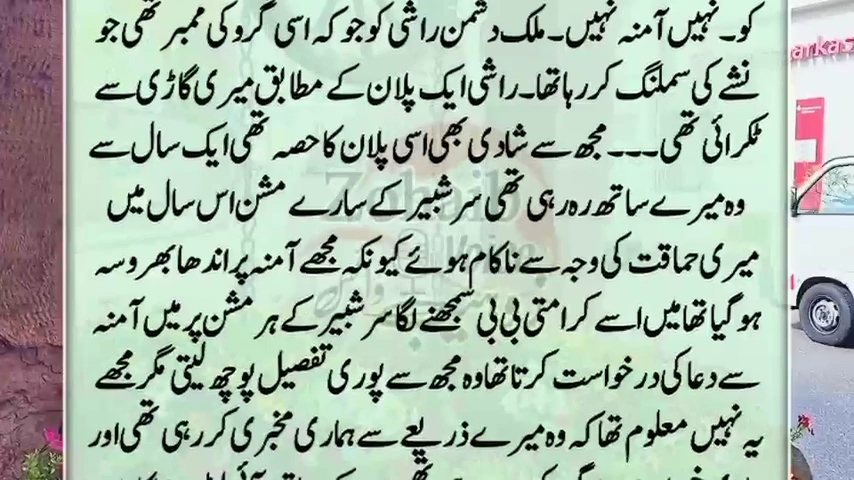 کو۔ نہیں آمنہ نہیں۔ ملک دشمن راشی کو جو کہ اسی گرو کی ممبر تھی جو
نشے کی سملنگ کر رہا تھا۔ راشی ایک پلان کے مطابق میری گاڑی سے
ٹکرائی تھی۔۔۔ مجھ سے شادی بھی اسی پلان کا حصہ تھی ایک سال سے
وہ میرے ساتھ رہ رہی تھی سر شبیر کے سارے مشن اس سال میں
میری حماقت کی وجہ سے ناکام ہوئے کیونکہ مجھے آمنہ پر اندھا بھروسہ
ہو گیا تھا میں اسے کرامتی بی بی سمجھنے لگا سر شبیر کے ہر مشن پر میں آمنہ
سے دعا کی درخواست کرتا تھا وہ مجھ سے پوری تفصیل پوچھ لیتی مگر مجھے
یہ نہیں معلوم تھا کہ وہ میرے ذریعے سے ہماری مخبری کر رہی تھی اور
Zohaib
Voice
arkas